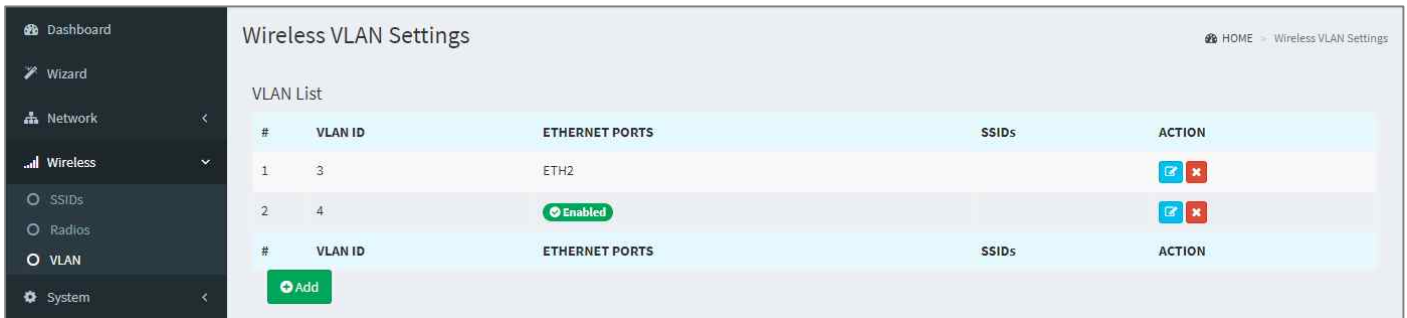 Dashboard
Wizard
Network
Wireless
SSIDs
Radios
VLAN
System
Wireless VLAN Settings
HOME > Wireless VLAN Settings
VLAN List
# VLAN ID ETHERNET PORTS SSIDs ACTION
1 3 ETH2
2 4 Enabled
# VLAN ID ETHERNET PORTS SSIDs ACTION
Add